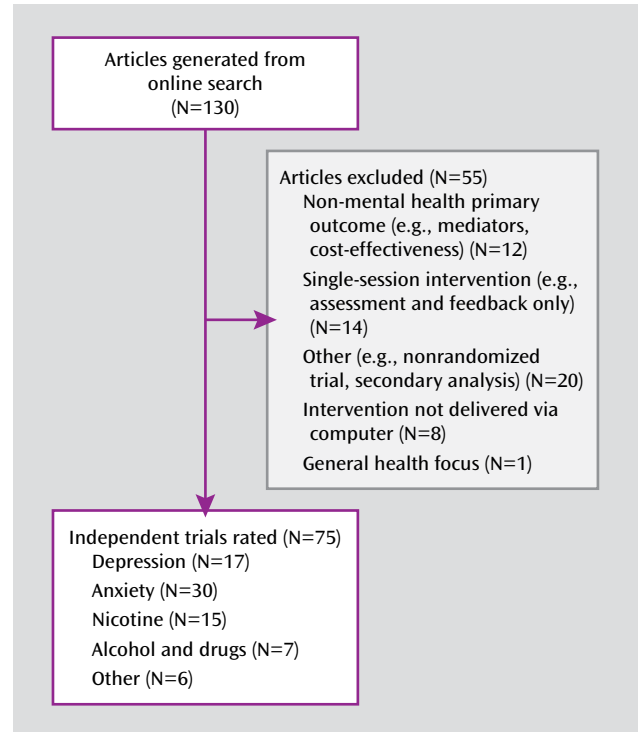 Articles generated from
online search
(N=130)
Articles excluded (N=55)
Non-mental health primary
outcome (e.g., mediators,
cost-effectiveness) (N=12)
Single-session intervention (e.g.,
assessment and feedback only)
(N=14)
Other (e.g., nonrandomized
trial, secondary analysis) (N=20)
Intervention not delivered via
computer (N=8)
General health focus (N=1)
Independent trials rated (N=75)
Depression (N=17)
Anxiety (N=30)
Nicotine (N=15)
Alcohol and drugs (N=7)
Other (N=6)